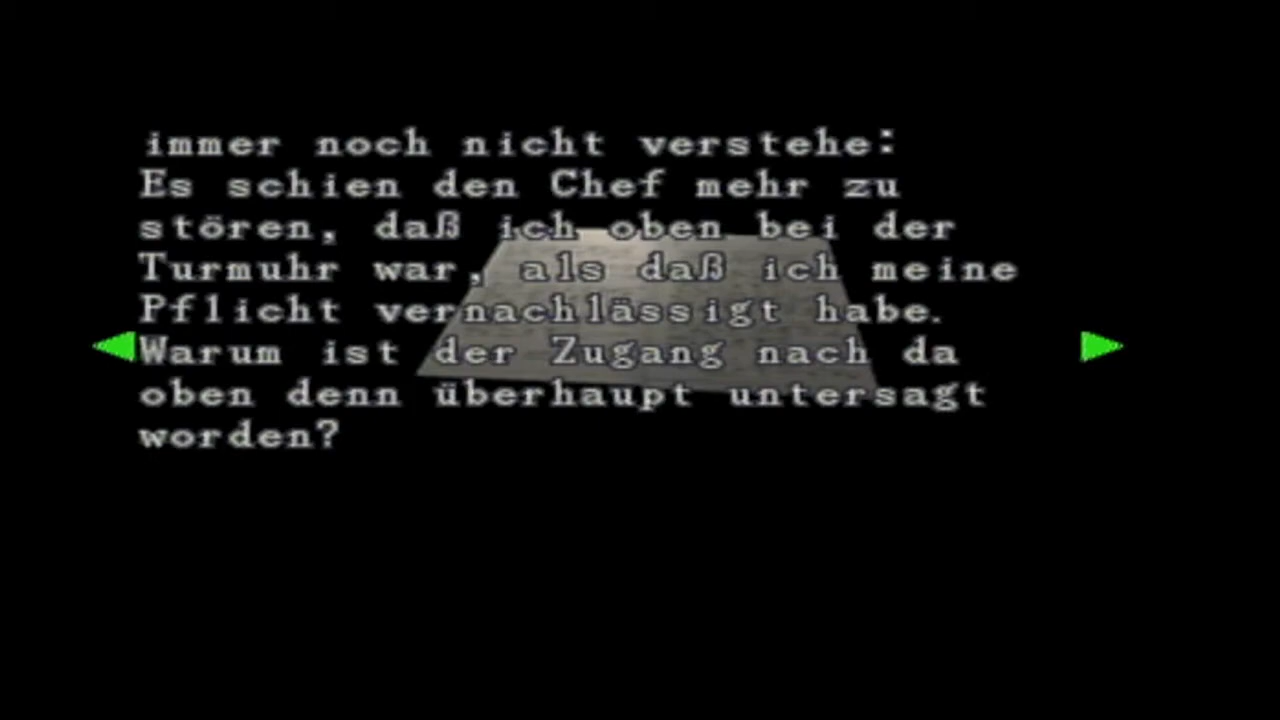 immer noch nicht verstehe:
Es schien den Chef mehr zu
stören, daß ich oben bei der
Turmuhr war, als daß ich meine
Pflicht vernachlässigt habe.
Warum ist der Zugang nach da
oben denn überhaupt untersagt
worden?